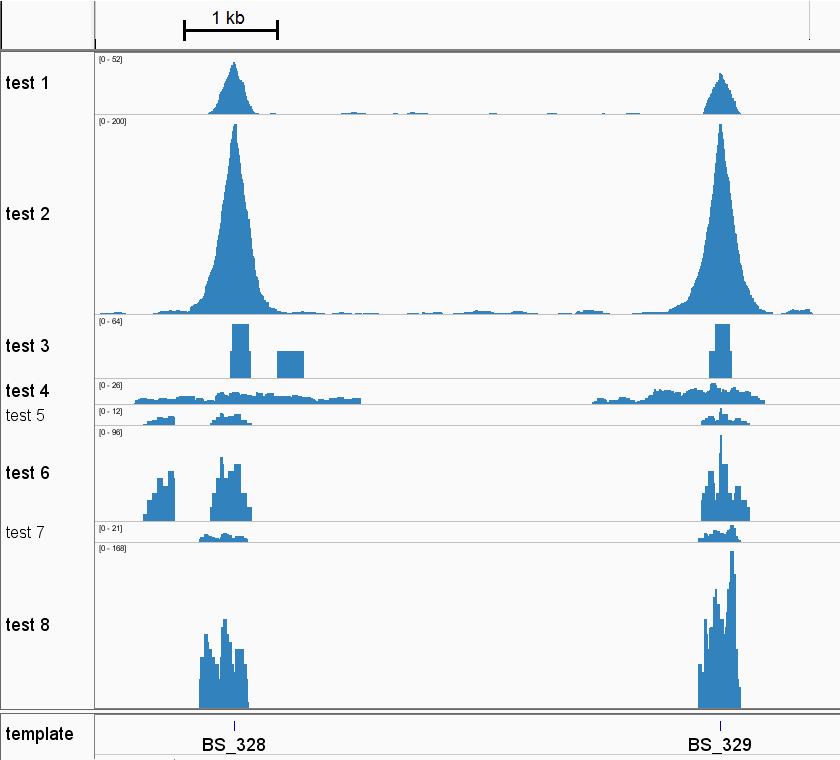 1 kb
test 1
[0 - 52]
[0 - 200]
test 2
[0 - 64]
test 3
[0 - 26]
test 4
[0 - 12]
test 5
[0 - 96]
test 6
[0 - 21]
test 7
[0 - 168]
test 8
template
BS_328 BS_329